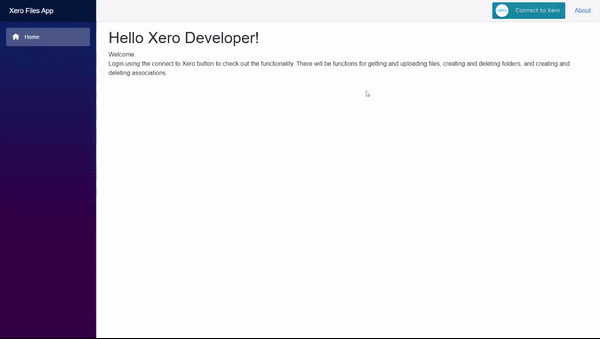 Xero Files App
xero Connect to Xero About
Home
Hello Xero Developer!
Welcome.
Login using the connect to Xero button to check out the functionality. There will be functions for getting and uploading files, creating and deleting folders, and creating and
deleting associations.